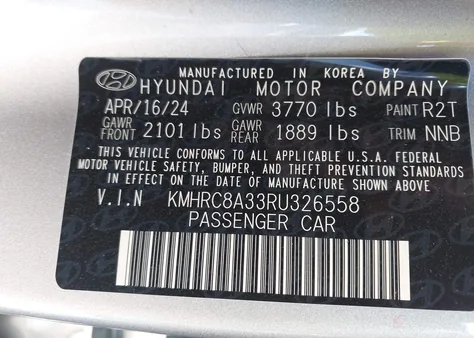 MANUFACTURED IN KOREA BY
HYUNDAI MOTOR COMPANY
APR/16/24 GVWR 3770 lbs PAINT R2T
GAWR FRONT 2101 lbs GAWR REAR 1889 lbs TRIM NNB
THIS VEHICLE CONFORMS TO ALL APPLICABLE U.S.A. FEDERAL
MOTOR VEHICLE SAFETY, BUMPER, AND THEFT PREVENTION STANDARDS
IN EFFECT ON THE DATE OF MANUFACTURE SHOWN ABOVE.
V.I.N KMHRC8A33RU326558
PASSENGER CAR